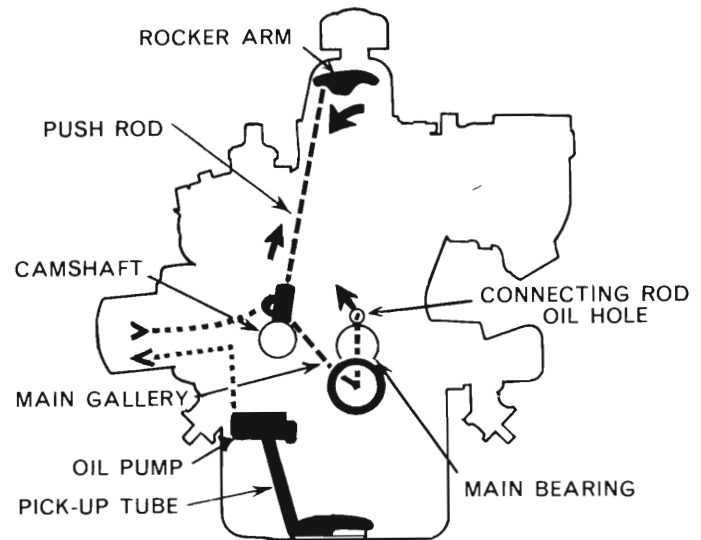 ROCKER ARM
PUSH ROD
CAMSHAFT
CONNECTING ROD
OIL HOLE
MAIN GALLERY
OIL PUMP
MAIN BEARING
PICK-UP TUBE